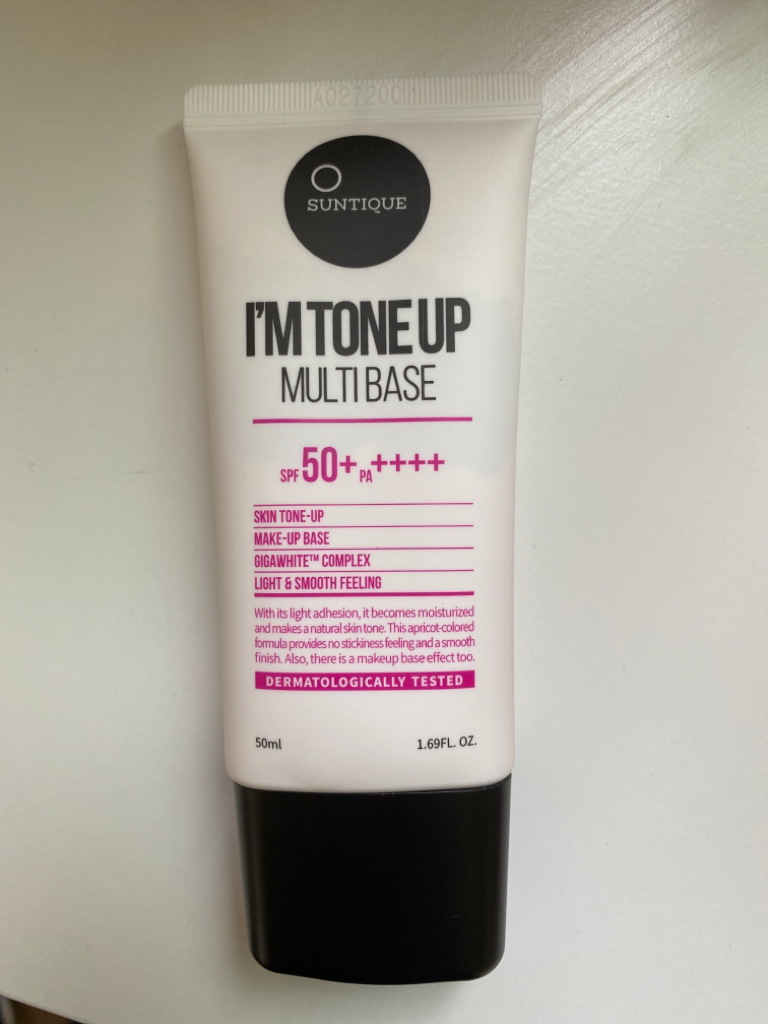 A02720C
SUNTIQUE
I'M TONE UP
MULTI BASE
SPF 50+ PA++++
SKIN TONE-UP
MAKE-UP BASE
GIGAWHITE™ COMPLEX
LIGHT & SMOOTH FEELING
With its light adhesion, it becomes moisturized
and makes a natural skin tone. This apricot-colored
formula provides no stickiness feeling and a smooth
finish. Also, there is a makeup base effect too.
DERMATOLOGICALLY TESTED
50ml 1.69FL. OZ.